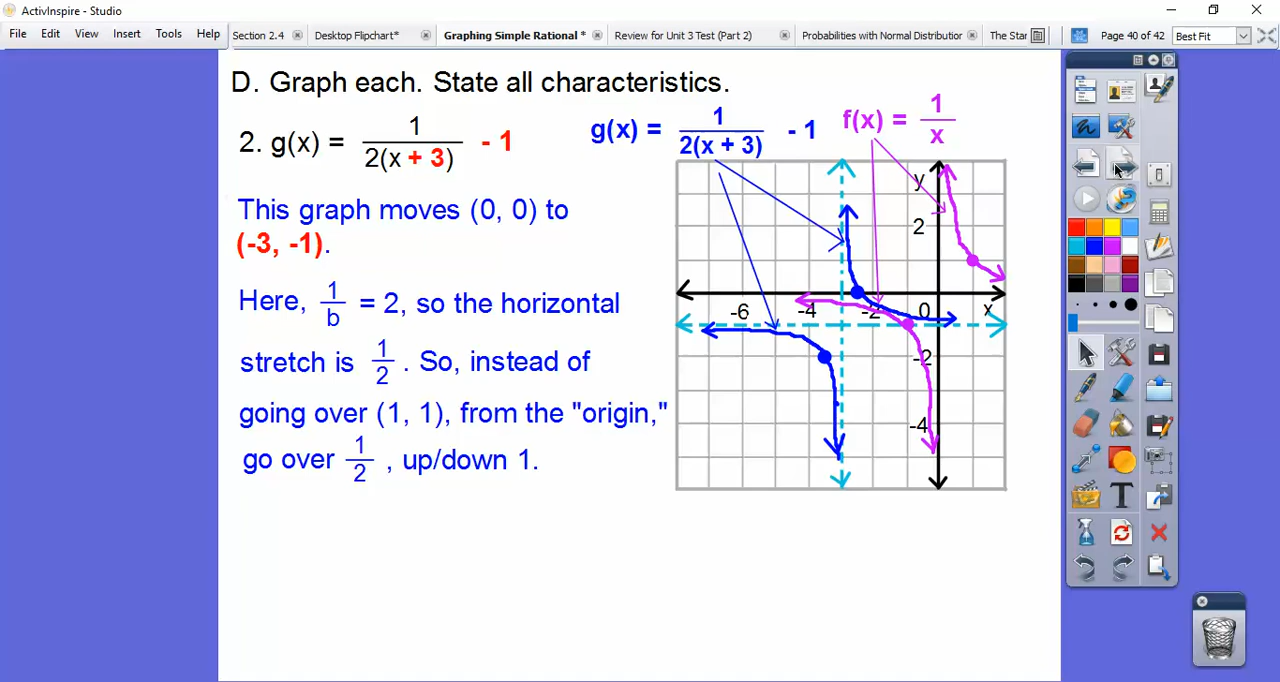 ActivInspire - Studio
File Edit View Insert Tools Help
Section 2.4 Desktop Flipchart* Graphing Simple Rational * Review for Unit 3 Test (Part 2) Probabilities with Normal Distribution The Star
Page 40 of 42 Best Fit
D. Graph each. State all characteristics.
2. g(x) = 1 / 2(x + 3) - 1
g(x) = 1 / 2(x + 3) - 1
f(x) = 1 / x
This graph moves (0, 0) to
(-3, -1).
Here, 1 / b = 2, so the horizontal
stretch is 1 / 2 . So, instead of
going over (1, 1), from the "origin,"
go over 1 / 2 , up/down 1.
y
2
-6 -4 -2 0 x
-2
-4
T